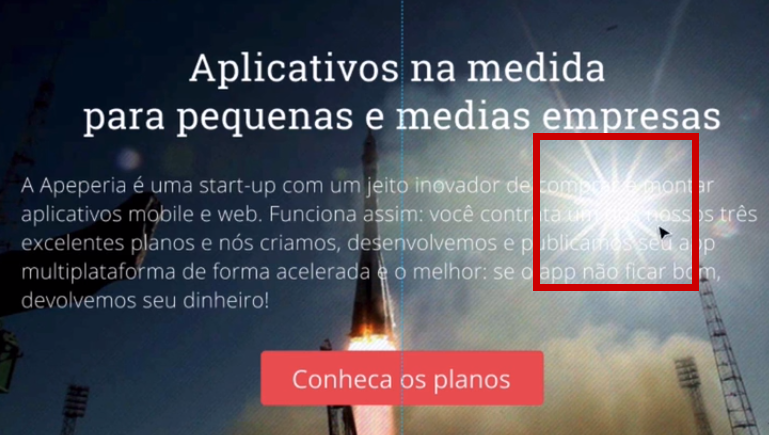 Aplicativos na medida
para pequenas e medias empresas
A Apeperia é uma start-up com um jeito inovador de e montar
aplicativos mobile e web. Funciona assim: você contrata um dos nossos três
excelentes planos e nós criamos, desenvolvemos e publicamos seu app
multiplataforma de forma acelerada e o melhor: se o app não ficar bom,
devolvemos seu dinheiro!
Conheca os planos